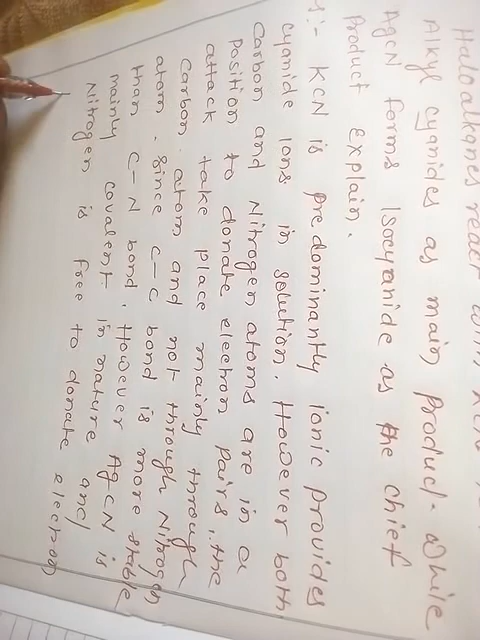 Haloalkanes react with KCN
Alkyl cyanides as main product. While
AgCN forms Isocyanide as the chief
Product Explain.
:- KCN is predominantly ionic provides
cyanide Ions in solution. However both
Carbon and Nitrogen atoms are in a
position to donate electron pairs. the
attack take place mainly through
Carbon atom and not through Nitrogen
atom. Since C-C bond is more stable
than C-N bond. However AgCN is
mainly covalent in nature and
Nitrogen is free to donate electron